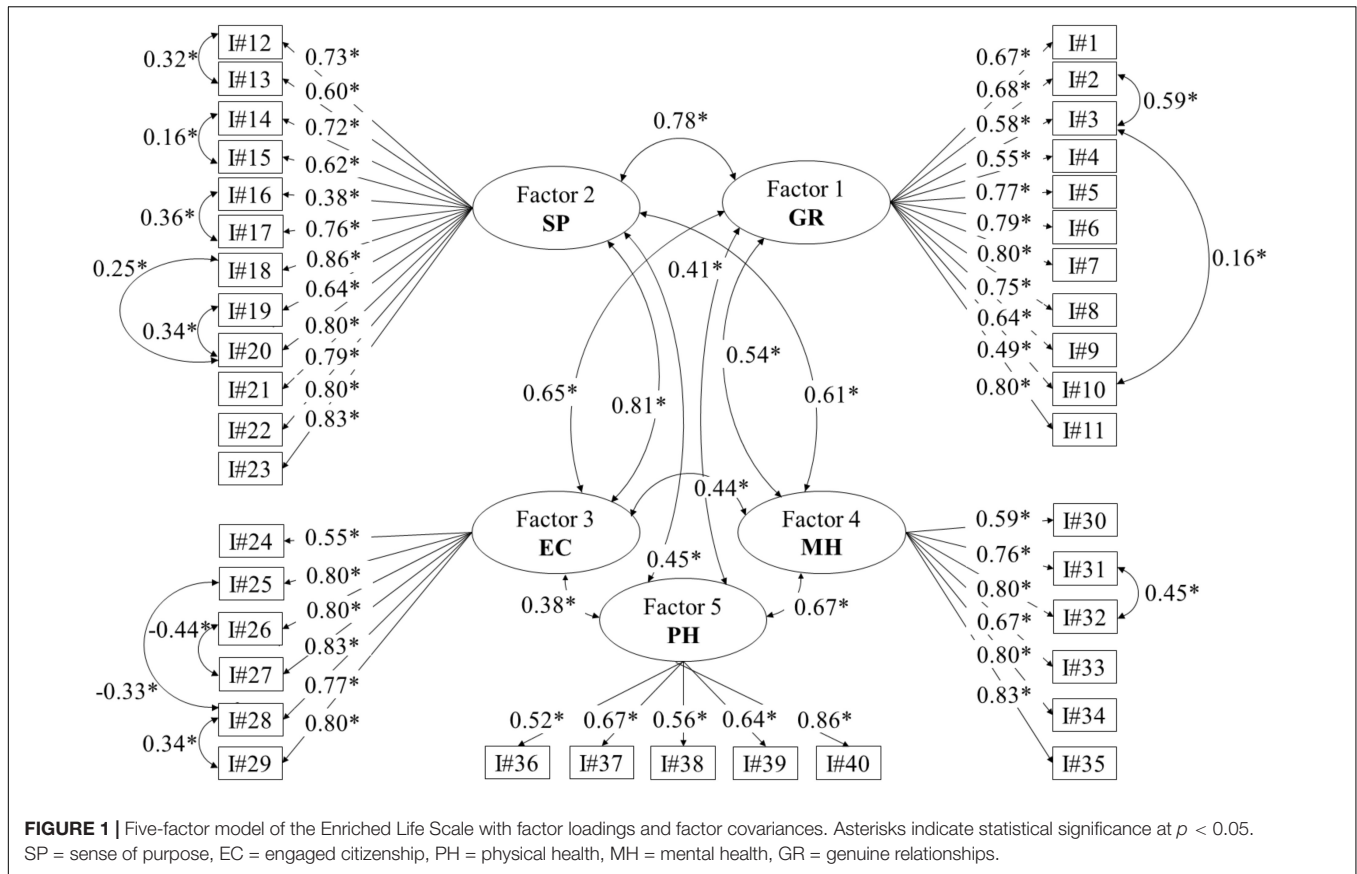 I#12
I#13
I#14
I#15
I#16
I#17
I#18
I#19
I#20
I#21
I#22
I#23
0.32*
0.16*
0.36*
0.25*
0.34*
0.73*
0.60*
0.72*
0.62*
0.38*
0.76*
0.86*
0.64*
0.80*
0.79*
0.80*
0.83*
Factor 2
SP
0.78*
Factor 1
GR
0.67*
0.68*
0.58*
0.55*
0.77*
0.79*
0.80*
0.75*
0.64*
0.49*
0.80*
I#1
I#2
I#3
I#4
I#5
I#6
I#7
I#8
I#9
I#10
I#11
0.59*
0.16*
0.41*
0.54*
0.65*
0.81*
0.61*
0.44*
0.45*
0.38*
0.67*
Factor 3
EC
Factor 4
MH
Factor 5
PH
I#24
I#25
I#26
I#27
I#28
I#29
-0.44*
-0.33*
0.34*
0.55*
0.80*
0.80*
0.83*
0.77*
0.80*
0.52*
0.67*
0.56*
0.64*
0.86*
I#36
I#37
I#38
I#39
I#40
0.59*
0.76*
0.80*
0.67*
0.80*
0.83*
I#30
I#31
I#32
I#33
I#34
I#35
0.45*
FIGURE 1 | Five-factor model of the Enriched Life Scale with factor loadings and factor covariances. Asterisks indicate statistical significance at p < 0.05.
SP = sense of purpose, EC = engaged citizenship, PH = physical health, MH = mental health, GR = genuine relationships.